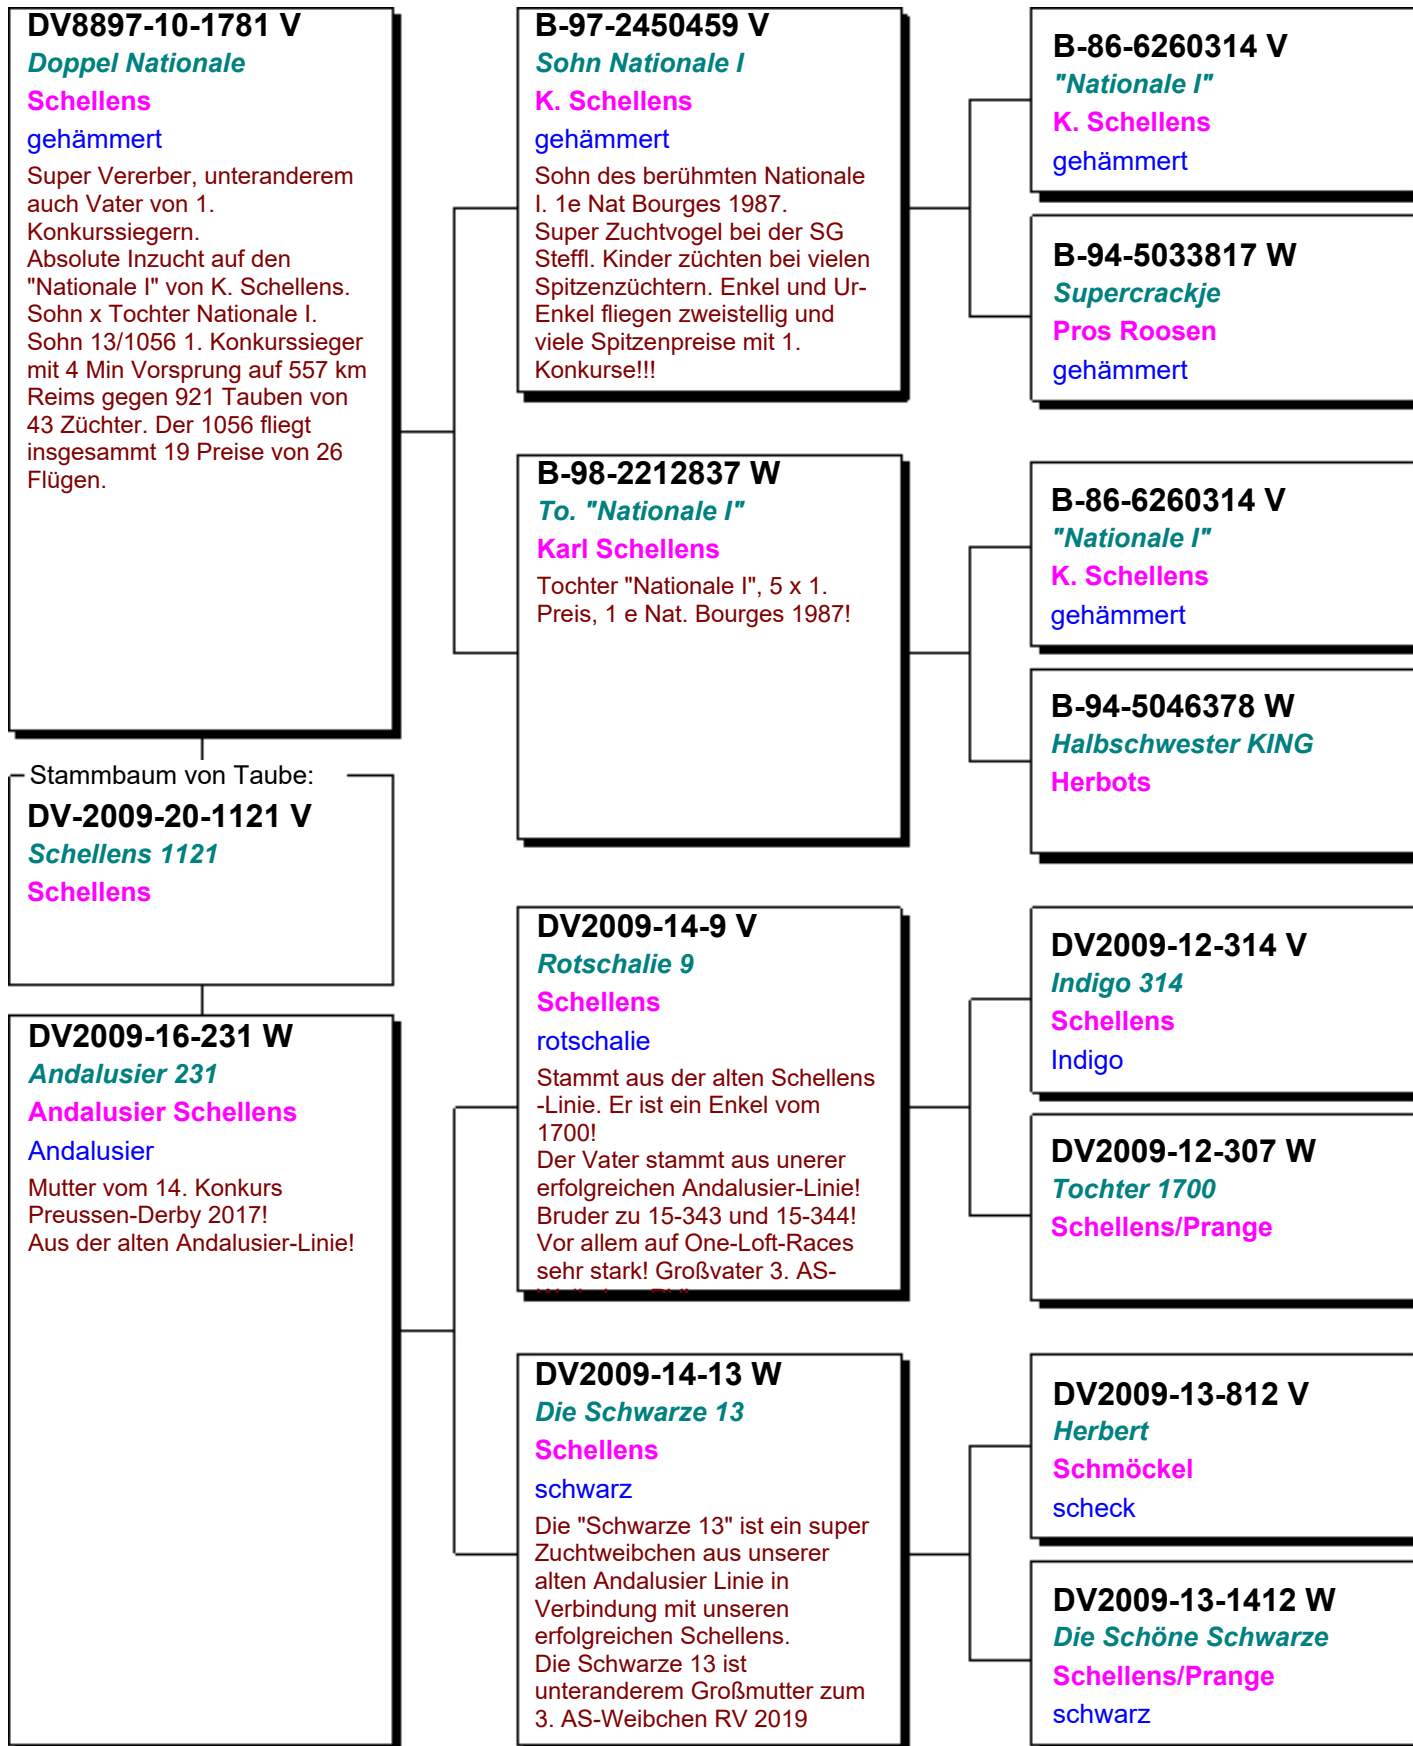 DV8897-10-1781 V
Doppel Nationale
Schellens
gehämmert
Super Vererber, unteranderem
auch Vater von 1.
Konkurssiegern.
Absolute Inzucht auf den
"Nationale I" von K. Schellens.
Sohn x Tochter Nationale I.
Sohn 13/1056 1. Konkurssieger
mit 4 Min Vorsprung auf 557 km
Reims gegen 921 Tauben von
43 Züchter. Der 1056 fliegt
insgesammt 19 Preise von 26
Flügen.
Stammbaum von Taube:
DV-2009-20-1121 V
Schellens 1121
Schellens
DV2009-16-231 W
Andalusier 231
Andalusier Schellens
Andalusier
Mutter vom 14. Konkurs
Preussen-Derby 2017!
Aus der alten Andalusier-Linie!
B-97-2450459 V
Sohn Nationale I
K. Schellens
gehämmert
Sohn des berühmten Nationale
I. 1e Nat Bourges 1987.
Super Zuchtvogel bei der SG
Steffl. Kinder züchten bei vielen
Spitzenzüchtern. Enkel und Ur-
Enkel fliegen zweistellig und
viele Spitzenpreise mit 1.
Konkurse!!!
B-98-2212837 W
To. "Nationale I"
Karl Schellens
Tochter "Nationale I", 5 x 1.
Preis, 1 e Nat. Bourges 1987!
DV2009-14-9 V
Rotschalie 9
Schellens
rotschalie
Stammt aus der alten Schellens
-Linie. Er ist ein Enkel vom
1700!
Der Vater stammt aus unerer
erfolgreichen Andalusier-Linie!
Bruder zu 15-343 und 15-344!
Vor allem auf One-Loft-Races
sehr stark! Großvater 3. AS-
DV2009-14-13 W
Die Schwarze 13
Schellens
schwarz
Die "Schwarze 13" ist ein super
Zuchtweibchen aus unserer
alten Andalusier Linie in
Verbindung mit unseren
erfolgreichen Schellens.
Die Schwarze 13 ist
unteranderem Großmutter zum
3. AS-Weibchen RV 2019
B-86-6260314 V
"Nationale I"
K. Schellens
gehämmert
B-94-5033817 W
Supercrackje
Pros Roosen
gehämmert
B-86-6260314 V
"Nationale I"
K. Schellens
gehämmert
B-94-5046378 W
Halbschwester KING
Herbots
DV2009-12-314 V
Indigo 314
Schellens
Indigo
DV2009-12-307 W
Tochter 1700
Schellens/Prange
DV2009-13-812 V
Herbert
Schmöckel
scheck
DV2009-13-1412 W
Die Schöne Schwarze
Schellens/Prange
schwarz